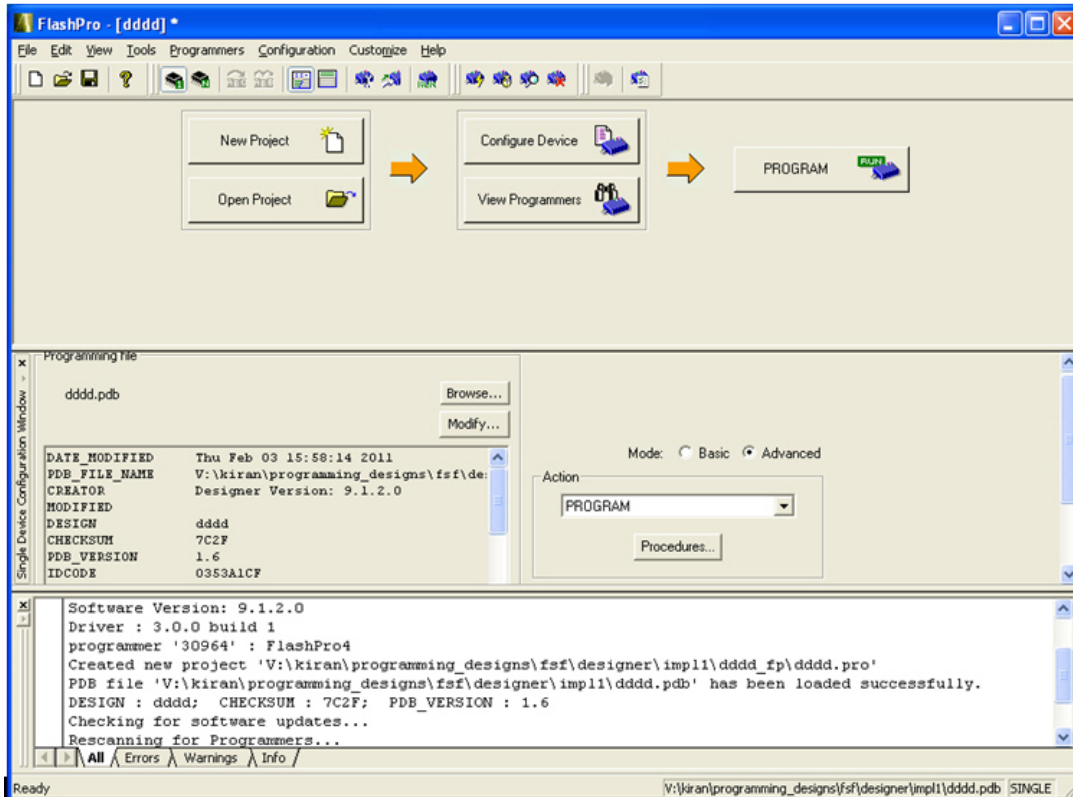 FlashPro - [dddd] *
File Edit View Tools Programmers Configuration Customize Help
New Project
Open Project
Configure Device
View Programmers
RUN
PROGRAM
Single Device Configuration Window
Programming file
dddd.pdb
Browse...
Modify...
DATE_MODIFIED Thu Feb 03 15:58:14 2011
PDB_FILE_NAME V:\kiran\programming_designs\fsf\de:
CREATOR Designer Version: 9.1.2.0
MODIFIED
DESIGN dddd
CHECKSUM 7C2F
PDB_VERSION 1.6
IDCODE 0353A1CF
Mode: Basic Advanced
Action
PROGRAM
Procedures...
Software Version: 9.1.2.0
Driver : 3.0.0 build 1
programmer '30964' : FlashPro4
Created new project 'V:\kiran\programming_designs\fsf\designer\impl1\dddd_fp\dddd.pro'
PDB file 'V:\kiran\programming_designs\fsf\designer\impl1\dddd.pdb' has been loaded successfully.
DESIGN : dddd; CHECKSUM : 7C2F; PDB_VERSION : 1.6
Checking for software updates...
Rescanning for Programmers...
All Errors Warnings Info
Ready
V:\kiran\programming_designs\fsf\designer\impl1\dddd.pdb SINGLE